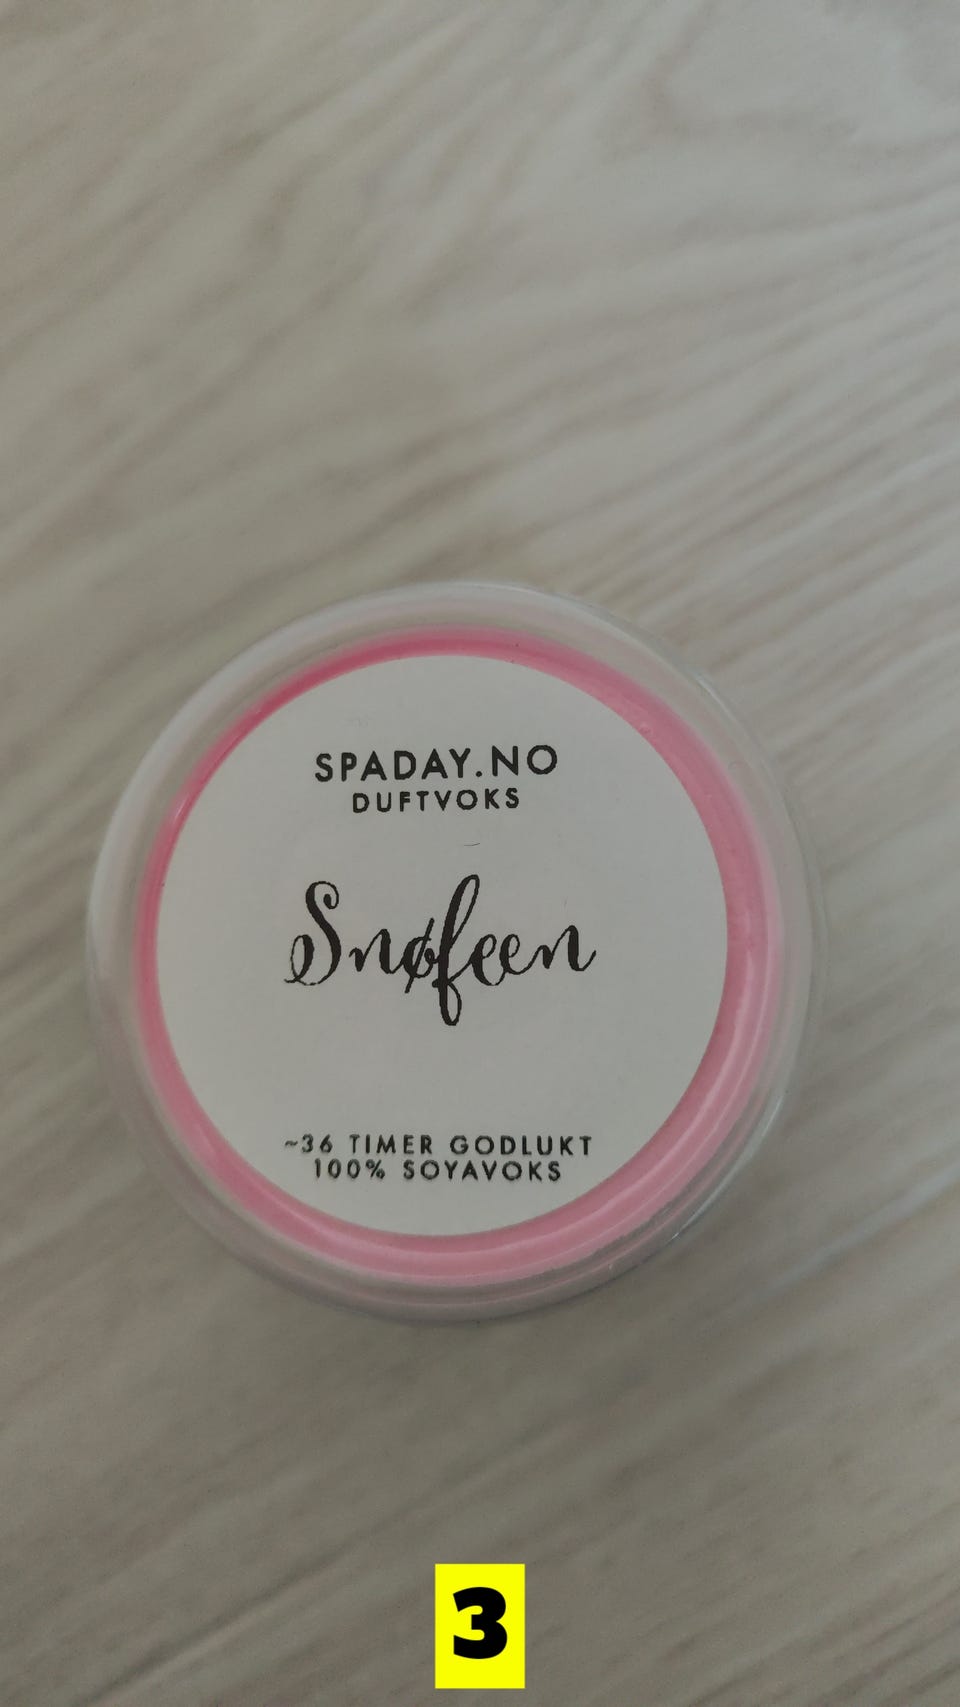 SPADAY.NO
DUFTVOKS
Snøfeen
~36 TIMER GODLUKT
100% SOYAVOKS
3